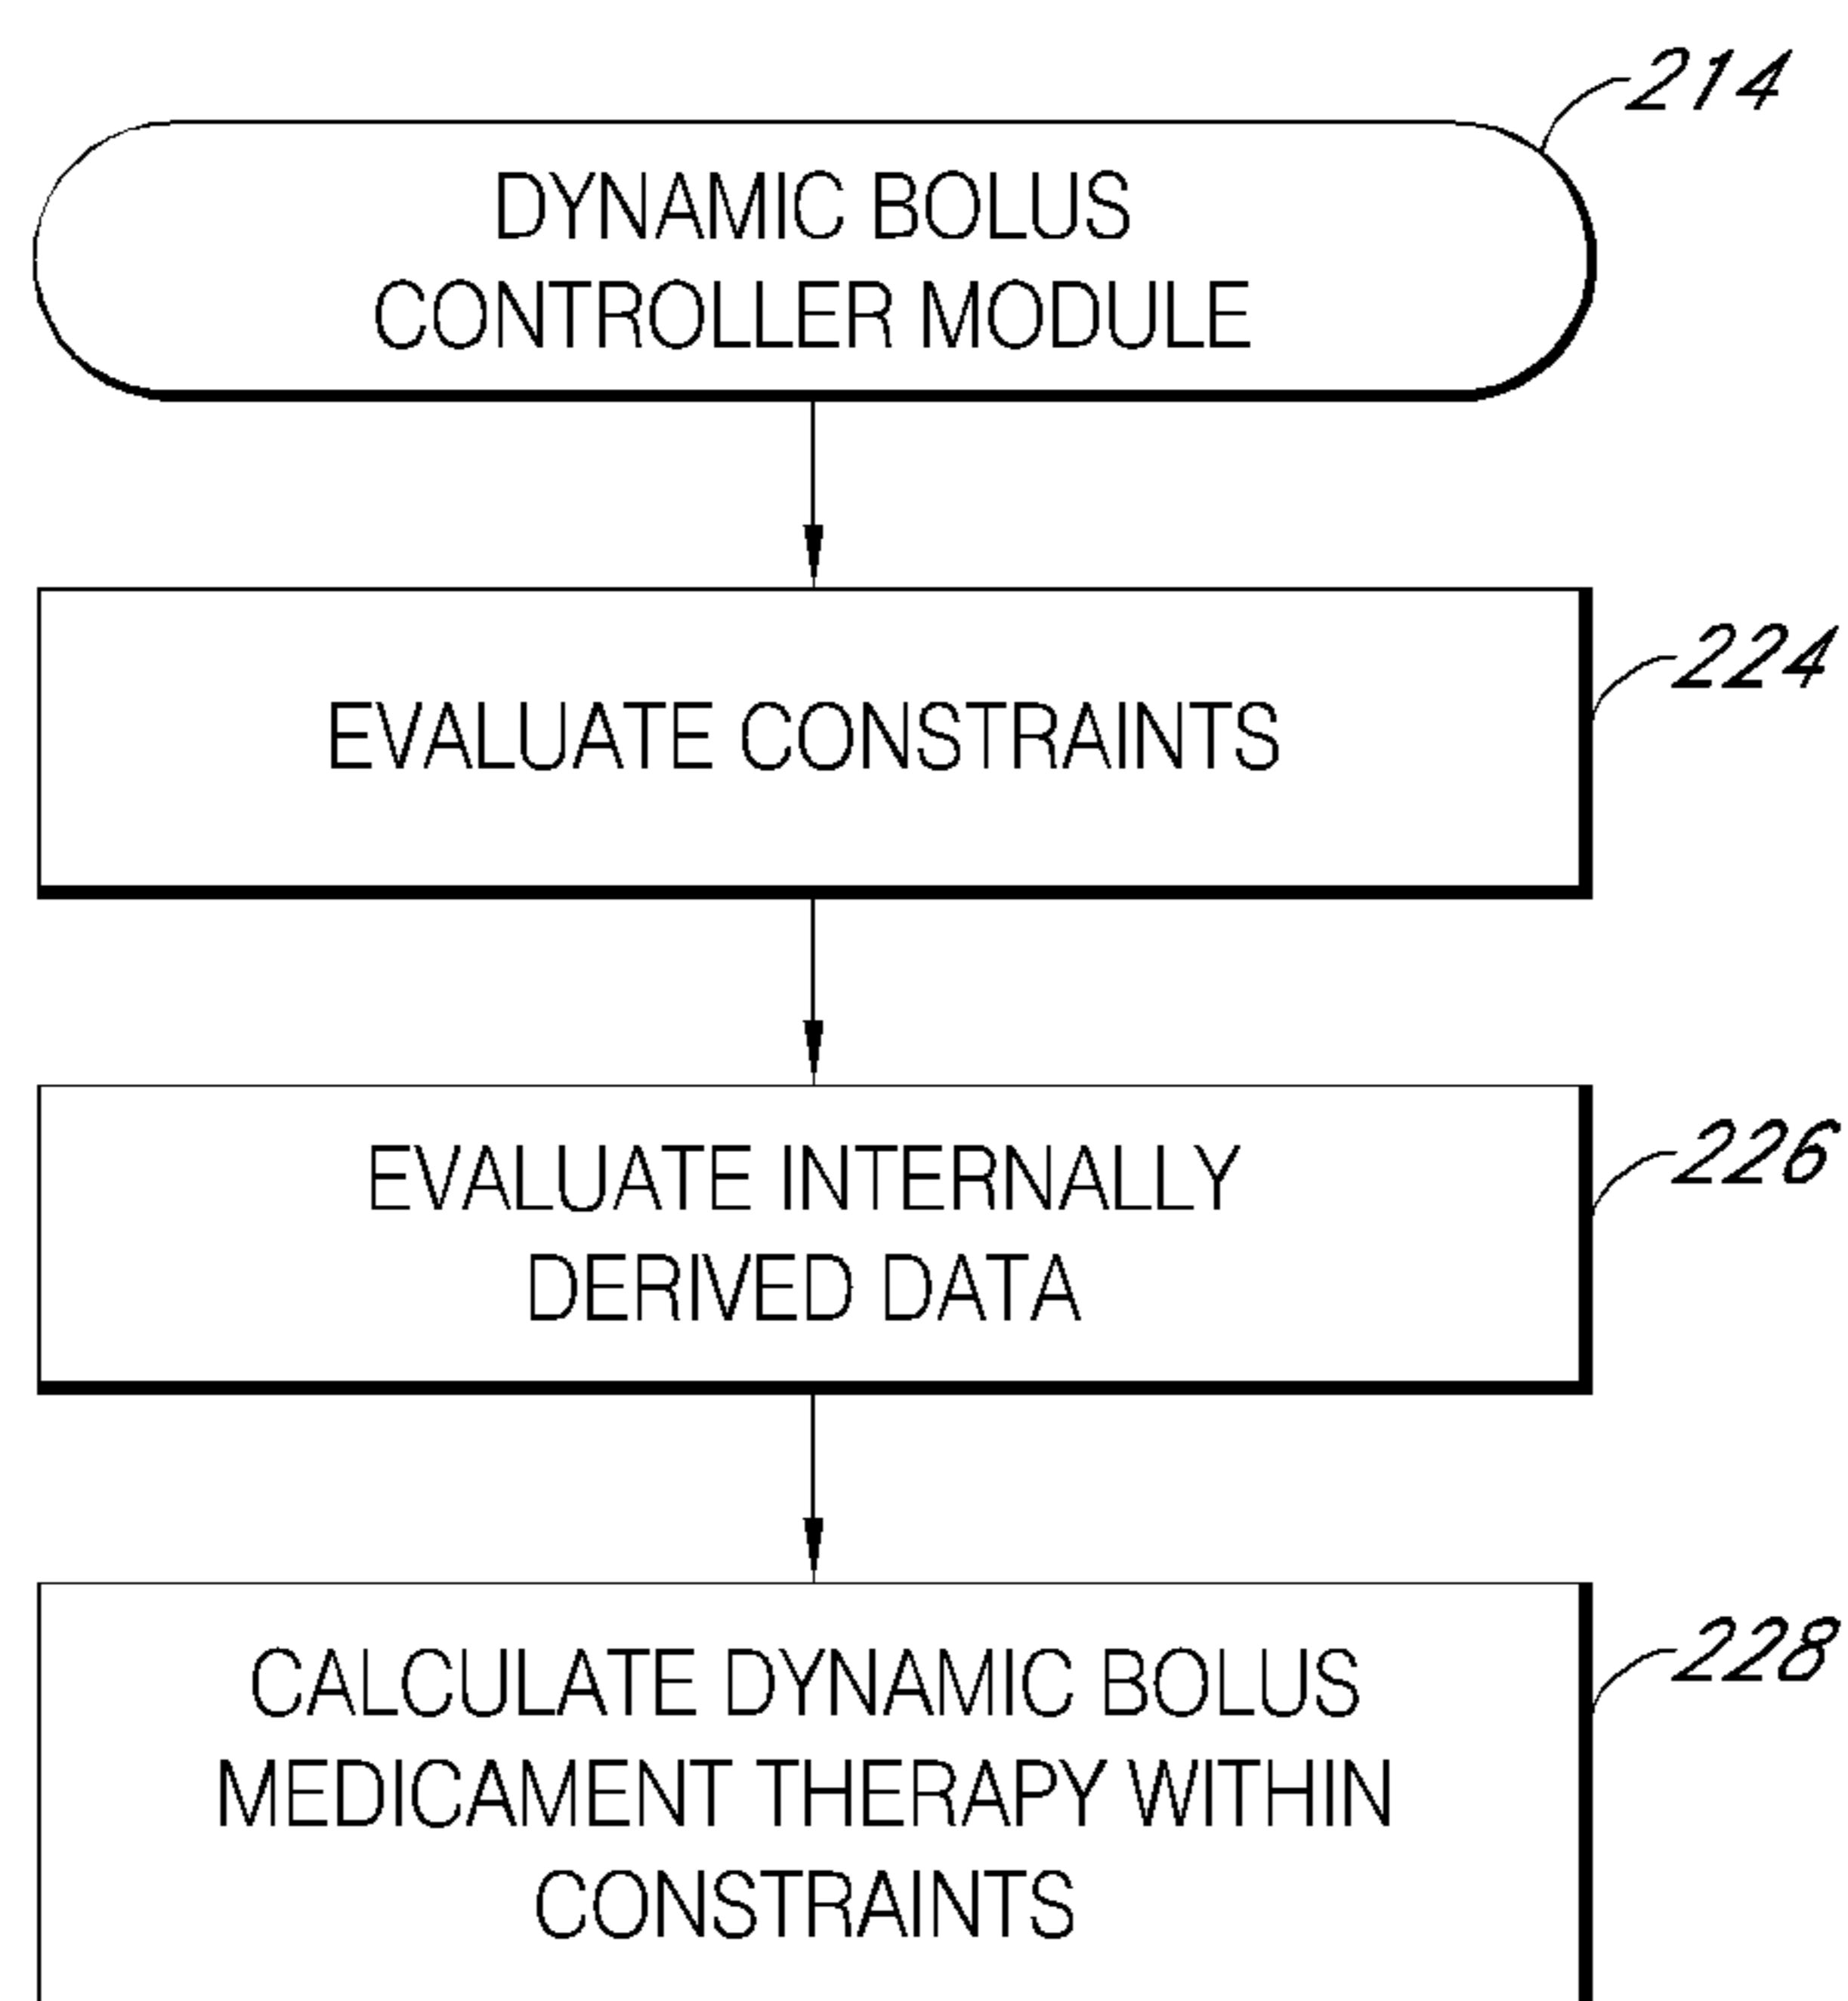 214
DYNAMIC BOLUS
CONTROLLER MODULE
224
EVALUATE CONSTRAINTS
226
EVALUATE INTERNALLY
DERIVED DATA
228
CALCULATE DYNAMIC BOLUS
MEDICAMENT THERAPY WITHIN
CONSTRAINTS